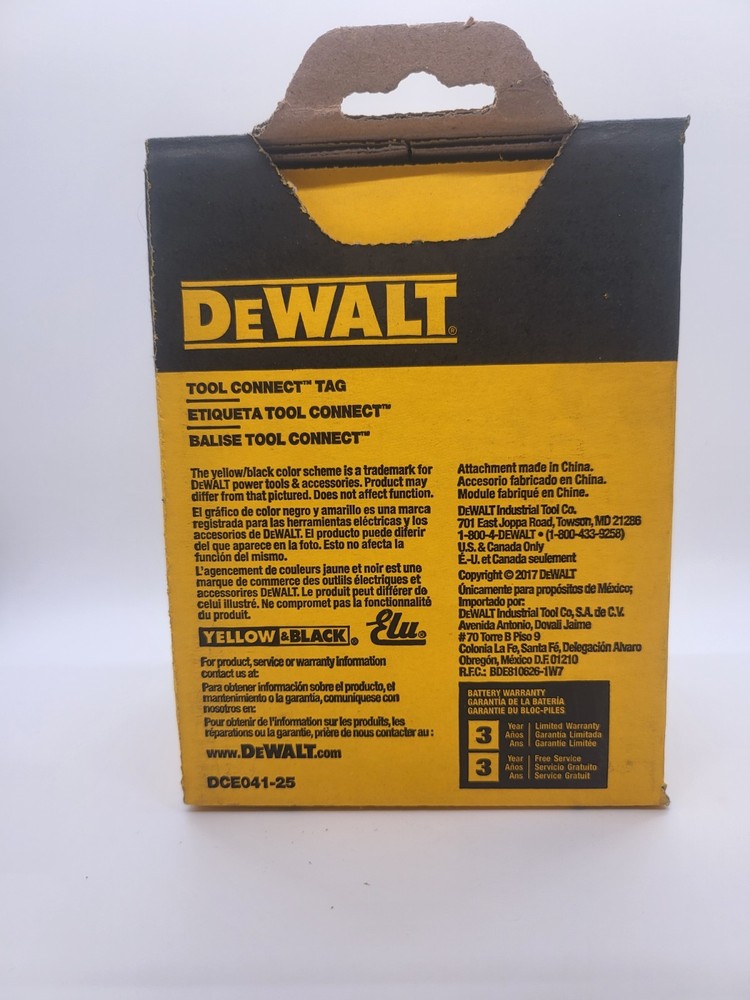 DEWALT®
TOOL CONNECT™ TAG
ETIQUETA TOOL CONNECT™
BALISE TOOL CONNECT™
The yellow/black color scheme is a trademark for
DEWALT power tools & accessories. Product may
differ from that pictured. Does not affect function.
El gráfico de color negro y amarillo es una marca
registrada para las herramientas eléctricas y los
accesorios de DEWALT. El producto puede diferir
del que aparece en la foto. Esto no afecta la
función del mismo.
L'agencement de couleurs jaune et noir est une
marque de commerce des outlils électriques et
accessorires DEWALT. Le produit peut différer de
celui illustré. Ne compromet pas la fonctionnalité
du produit.
YELLOW & BLACK® Elu®
For product, service or warranty information
contact us at:
Para obtener información sobre el producto, el
mantenimiento o la garantía, comuníquese con
nosotros en:
Pour obtenir de l'information sur les produits, les
réparations ou la garantie, prière de nous contacter au :
www.DEWALT.com
DCE041-25
Attachment made in China.
Accesorio fabricado en China.
Module fabriqué en Chine.
DEWALT Industrial Tool Co.
701 East Joppa Road, Towson, MD 21286
1-800-4-DEWALT • (1-800-433-9258)
U.S. & Canada Only
É.-U. et Canada seulement
Copyright © 2017 DEWALT
Únicamente para propósitos de México;
Importado por:
DEWALT Industrial Tool Co, S.A. de C.V.
Avenida Antonio, Dovali Jaime
# 70 Torre B Piso 9
Colonia La Fe, Santa Fé, Delegación Alvaro
Obregón, México D.F. 01210
R.F.C.: BDE810626-1W7
BATTERY WARRANTY
GARANTÍA DE LA BATERÍA
GARANTIE DU BLOC-PILES
3 Year Limited Warranty
Años Garantía Limitada
Ans Garantie Limitée
3 Year Free Service
Años Servicio Gratuito
Ans Service Gratuit